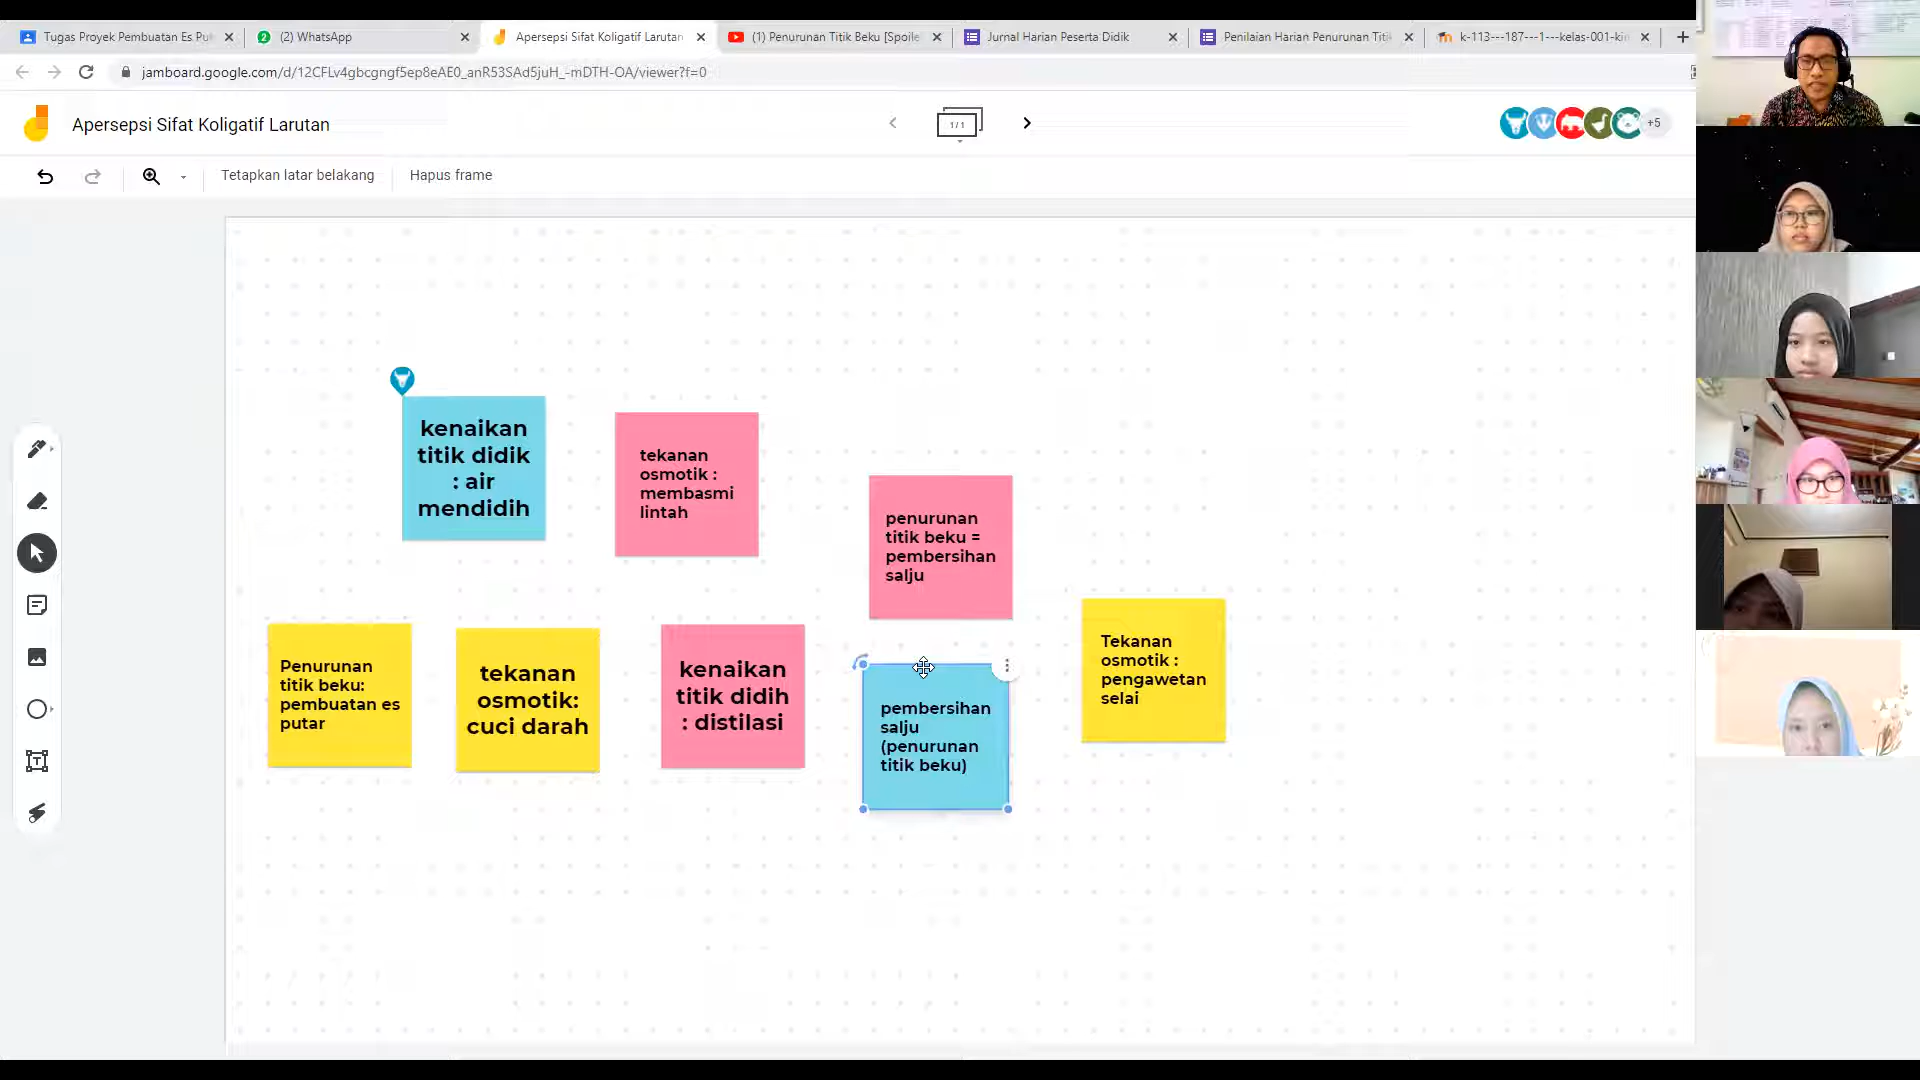 Tugas Proyek Pembuatan Es Pu
(2) WhatsApp
Apersepsi Sifat Koligatif Larutan
(1) Penurunan Titik Beku [Spoile
Jurnal Harian Peserta Didik
Penilaian Harian Penurunan Titi
k-113---187---1---kelas-001-ki
jamboard.google.com/d/12CFLv4gbcgngf5ep8eAE0_anR53SAd5juH_-mDTH-OA/viewer?f=0
Apersepsi Sifat Koligatif Larutan
1/1
+5
Tetapkan latar belakang
Hapus frame
kenaikan
titik didik
: air
mendidih
tekanan
osmotik :
membasmi
lintah
penurunan
titik beku =
pembersihan
salju
Penurunan
titik beku:
pembuatan es
putar
tekanan
osmotik:
cuci darah
kenaikan
titik didih
: distilasi
pembersihan
salju
(penurunan
titik beku)
Tekanan
osmotik :
pengawetan
selai